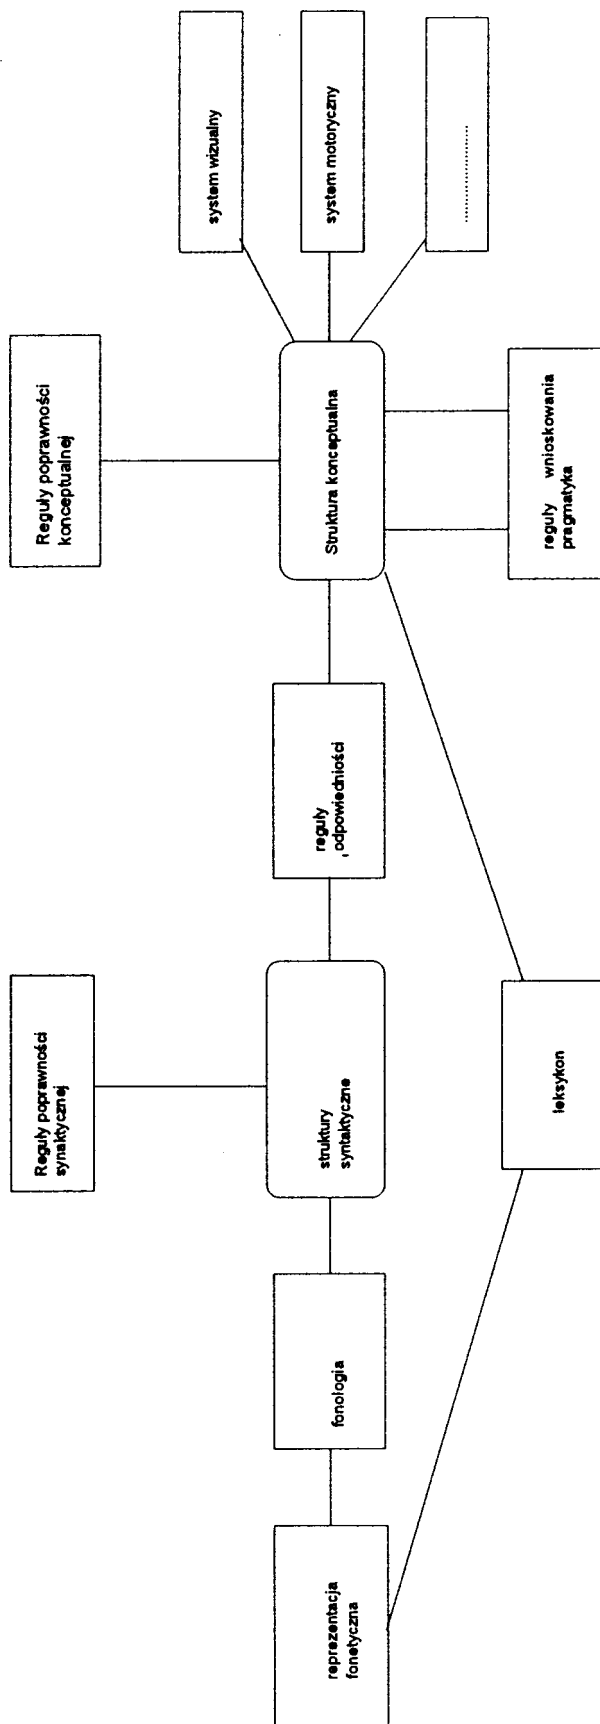 Reguły poprawności
synaktycznej
Reguły poprawności
konceptualnej
reprezentacja
fonetyczna
fonologia
struktury
syntaktyczne
reguły
odpowiedniości
Struktura konceptualna
system wizualny
system motoryczny
....................
leksykon
reguły wnioskowania
pragmatyka